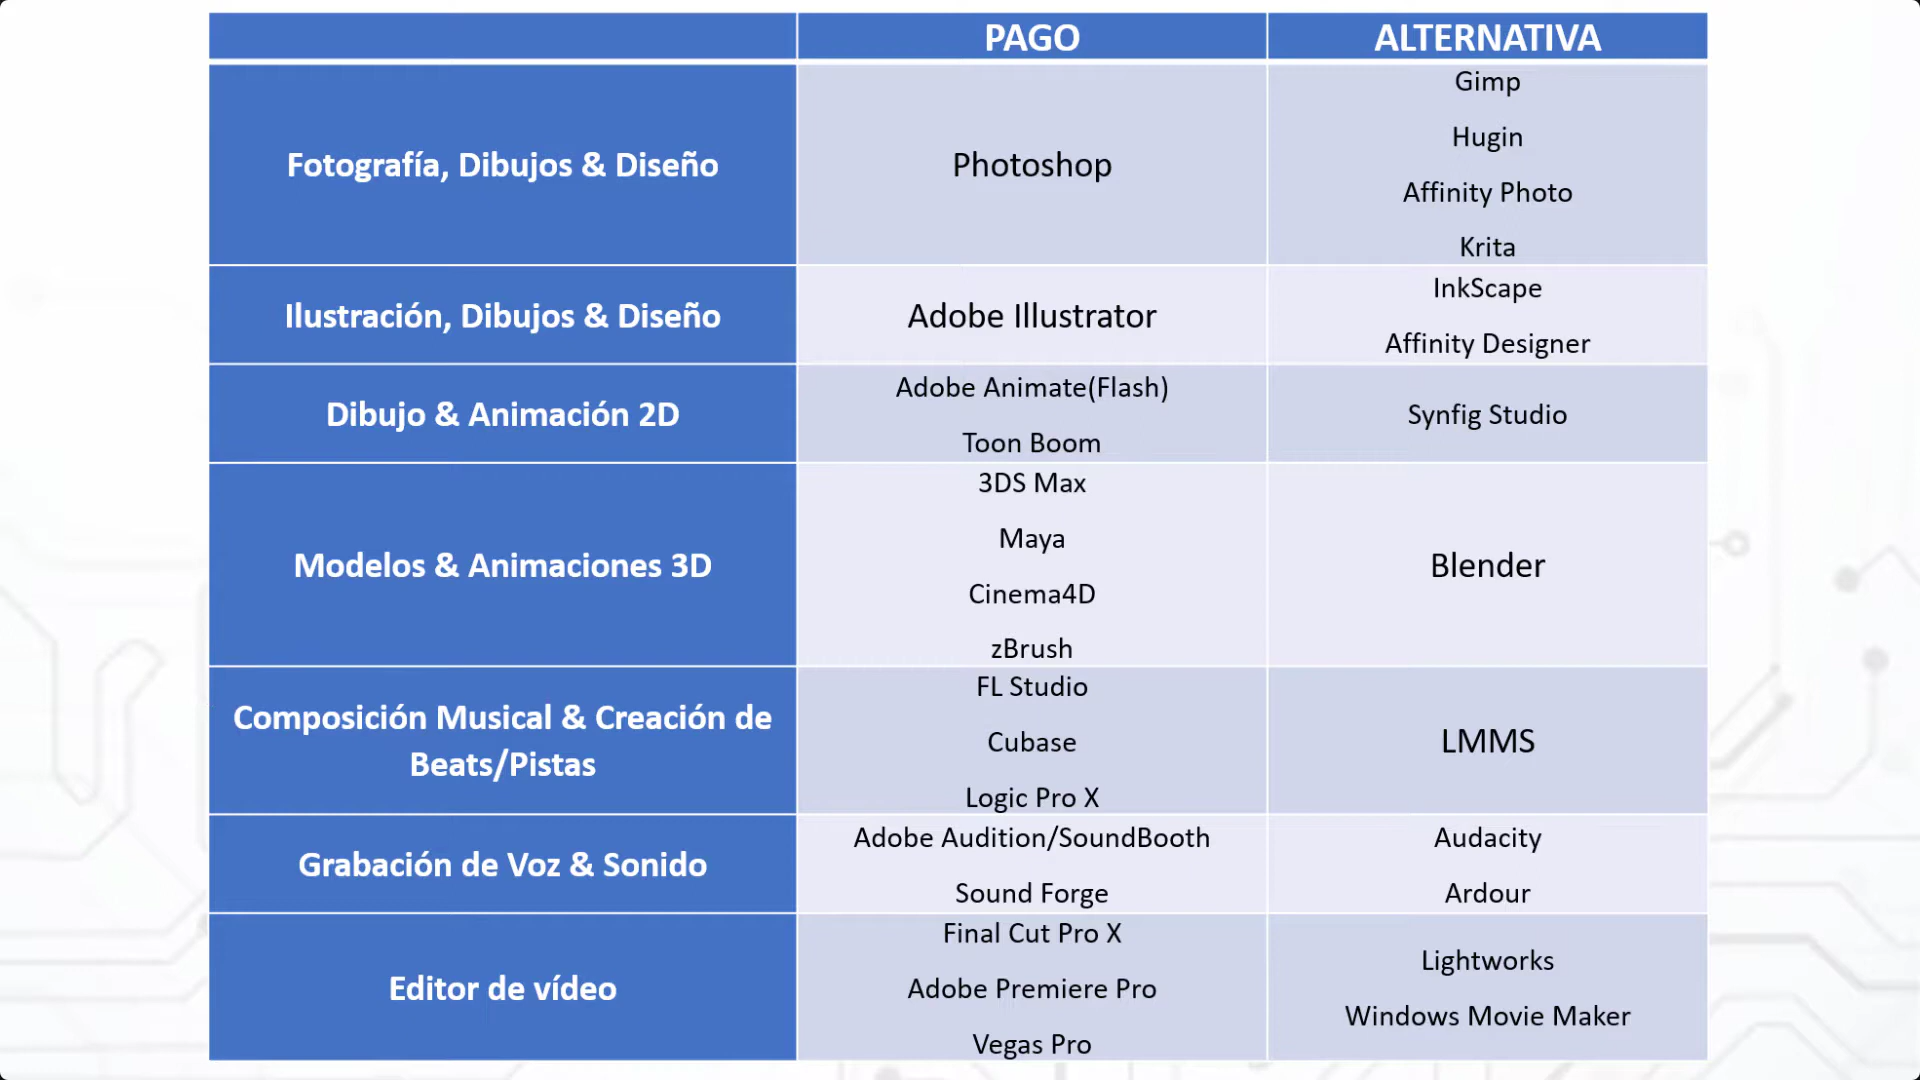 PAGO
ALTERNATIVA
Fotografía, Dibujos & Diseño
Photoshop
Gimp
Hugin
Affinity Photo
Krita
Ilustración, Dibujos & Diseño
Adobe Illustrator
InkScape
Affinity Designer
Dibujo & Animación 2D
Adobe Animate(Flash)
Toon Boom
Synfig Studio
Modelos & Animaciones 3D
3DS Max
Maya
Cinema4D
zBrush
Blender
Composición Musical & Creación de
Beats/Pistas
FL Studio
Cubase
Logic Pro X
LMMS
Grabación de Voz & Sonido
Adobe Audition/SoundBooth
Sound Forge
Audacity
Ardour
Editor de vídeo
Final Cut Pro X
Adobe Premiere Pro
Vegas Pro
Lightworks
Windows Movie Maker